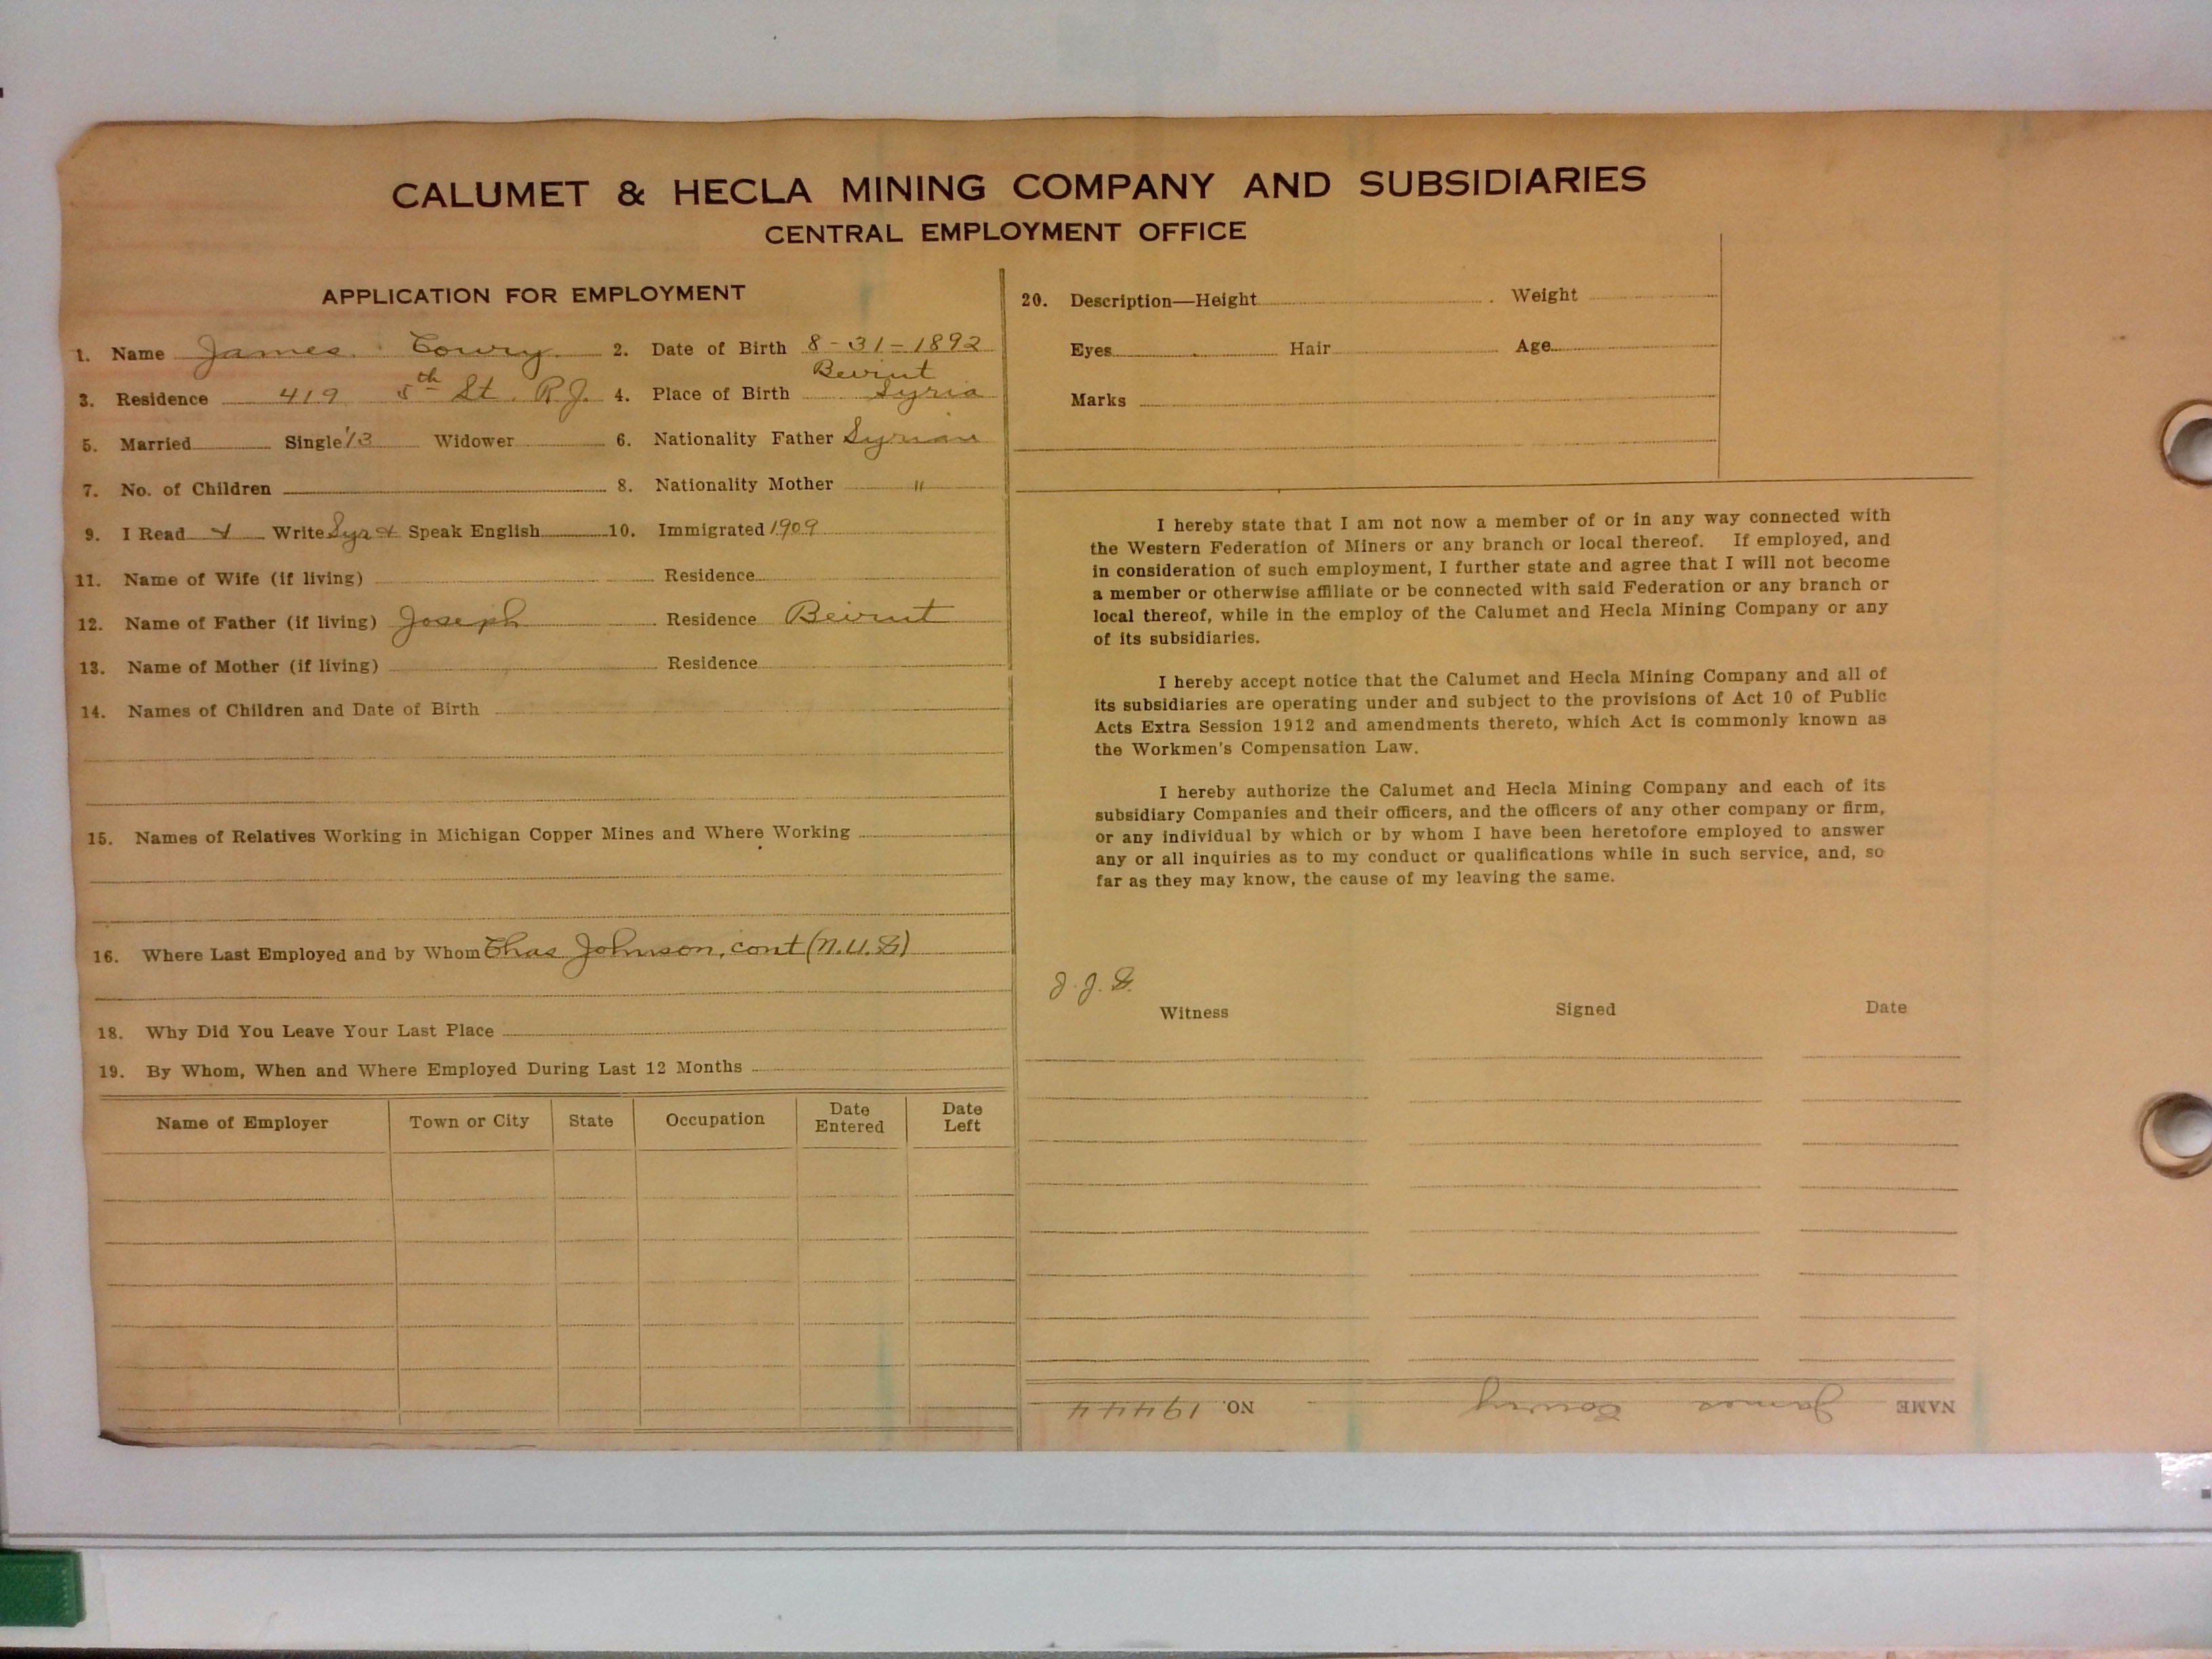 CALUMET & HECLA MINING COMPANY AND SUBSIDIARIES
CENTRAL EMPLOYMENT OFFICE
APPLICATION FOR EMPLOYMENT
1. Name James Towry 2. Date of Birth 8-31-1892
Beirut
3. Residence 419 5th St. R.J. 4. Place of Birth Syria
5. Married Single '13 Widower 6. Nationality Father Syrian
7. No. of Children 8. Nationality Mother "
9. I Read & Write Syr & Speak English 10. Immigrated 1909
11. Name of Wife (if living) Residence
12. Name of Father (if living) Joseph Residence Beirut
13. Name of Mother (if living) Residence
14. Names of Children and Date of Birth
15. Names of Relatives Working in Michigan Copper Mines and Where Working
16. Where Last Employed and by Whom Chas Johnson, cont (N.U.S)
18. Why Did You Leave Your Last Place
19. By Whom, When and Where Employed During Last 12 Months
Name of Employer Town or City State Occupation Date Entered Date Left
20. Description—Height Weight
Eyes Hair Age
Marks
I hereby state that I am not now a member of or in any way connected with
the Western Federation of Miners or any branch or local thereof. If employed, and
in consideration of such employment, I further state and agree that I will not become
a member or otherwise affiliate or be connected with said Federation or any branch or
local thereof, while in the employ of the Calumet and Hecla Mining Company or any
of its subsidiaries.
I hereby accept notice that the Calumet and Hecla Mining Company and all of
its subsidiaries are operating under and subject to the provisions of Act 10 of Public
Acts Extra Session 1912 and amendments thereto, which Act is commonly known as
the Workmen's Compensation Law.
I hereby authorize the Calumet and Hecla Mining Company and each of its
subsidiary Companies and their officers, and the officers of any other company or firm,
or any individual by which or by whom I have been heretofore employed to answer
any or all inquiries as to my conduct or qualifications while in such service, and, so
far as they may know, the cause of my leaving the same.
J.J.S.
Witness Signed Date
NAME James Towry NO. 19444